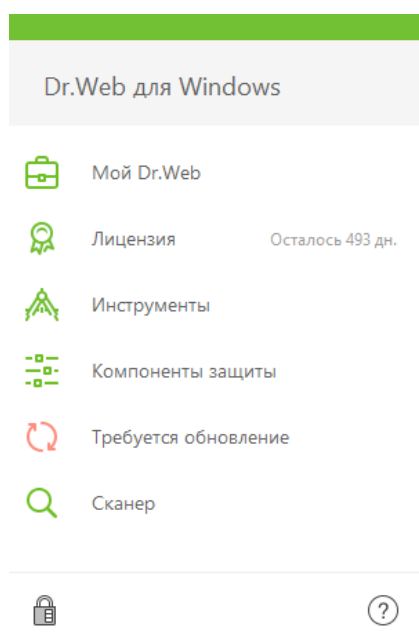 Dr.Web для Windows
Мой Dr.Web
Лицензия Осталось 493 дн.
Инструменты
Компоненты защиты
Требуется обновление
Сканер
?